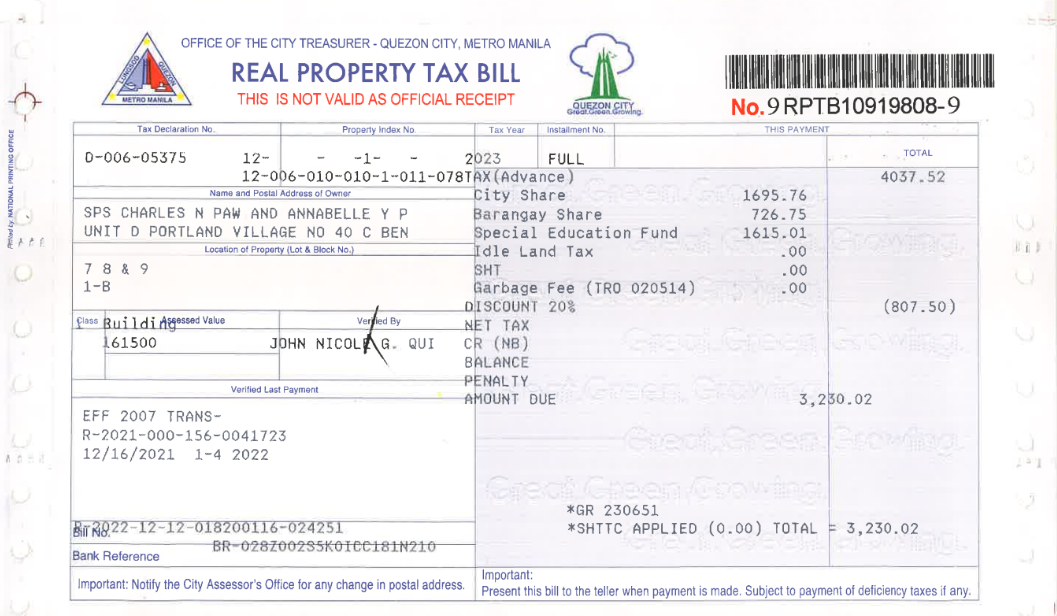 OFFICE OF THE CITY TREASURER - QUEZON CITY, METRO MANILA
REAL PROPERTY TAX BILL
THIS IS NOT VALID AS OFFICIAL RECEIPT
LUNGSOD QUEZON
METRO MANILA
QUEZON CITY
Great.Green.Growing.
No. 9 RPTB10919808-9
Printed by: NATIONAL PRINTING OFFICE
Tax Declaration No. Property Index No. Tax Year Installment No. THIS PAYMENT
D-006-05375 12- - -1- - 2023 FULL TOTAL
12-006-010-010-1-011-078TAX(Advance) 4037.52
Name and Postal Address of Owner City Share 1695.76
SPS CHARLES N PAW AND ANNABELLE Y P Barangay Share 726.75
UNIT D PORTLAND VILLAGE NO 40 C BEN Special Education Fund 1615.01
Location of Property (Lot & Block No.) Idle Land Tax .00
7 8 & 9 SHT .00
1-B Garbage Fee (TRO 020514) .00
DISCOUNT 20% (807.50)
Class Building Assessed Value Verified By NET TAX
161500 JOHN NICOLE G. QUI CR (NB)
BALANCE
Verified Last Payment PENALTY
AMOUNT DUE 3,230.02
EFF 2007 TRANS-
R-2021-000-156-0041723
12/16/2021 1-4 2022
*GR 230651
Bill No. R-2022-12-12-018200116-024251 *SHTTC APPLIED (0.00) TOTAL = 3,230.02
Bank Reference BR-028Z002S5K0ICC181N210
Important: Notify the City Assessor's Office for any change in postal address.
Important:
Present this bill to the teller when payment is made. Subject to payment of deficiency taxes if any.